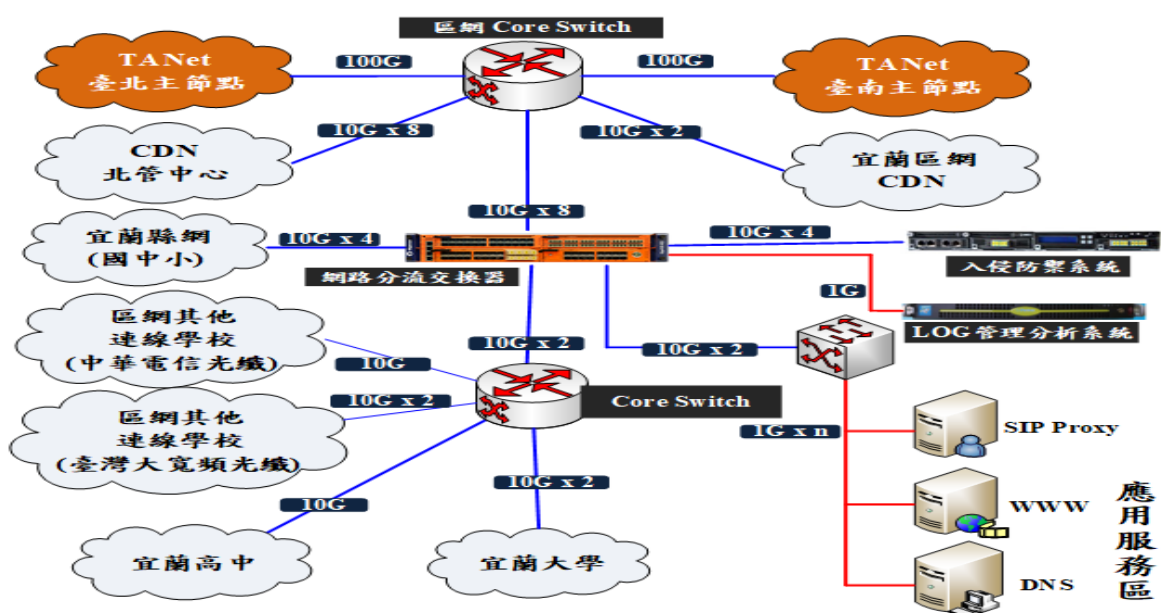 區網 Core Switch
TANet
臺北主節點
100G
100G
TANet
臺南主節點
10G x 8
10G x 2
CDN
北管中心
宜蘭區網
CDN
10G x 8
宜蘭縣網
(國中小)
10G x 4
10G x 4
網路分流交換器
入侵防禦系統
1G
LOG管理分析系統
區網其他
連線學校
(中華電信光纖)
10G
10G x 2
10G x 2
區網其他
連線學校
(臺灣大寬頻光纖)
10G x 2
Core Switch
1G x n
SIP Proxy
10G
10G x 2
WWW
應用服務區
宜蘭高中
宜蘭大學
DNS